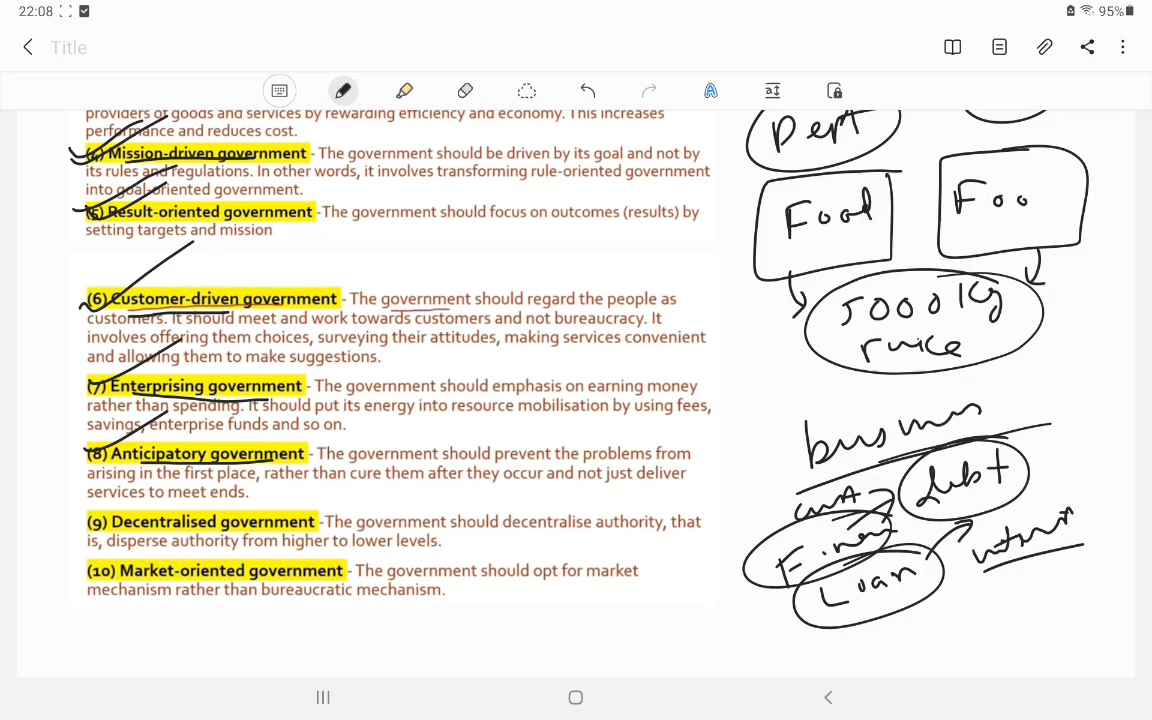 22:08
95%
Title
providers of goods and services by rewarding efficiency and economy. This increases
performance and reduces cost.
(4) Mission-driven government - The government should be driven by its goal and not by
its rules and regulations. In other words, it involves transforming rule-oriented government
into goal-oriented government.
(5) Result-oriented government -The government should focus on outcomes (results) by
setting targets and mission
(6) Customer-driven government - The government should regard the people as
customers. It should meet and work towards customers and not bureaucracy. It
involves offering them choices, surveying their attitudes, making services convenient
and allowing them to make suggestions.
(7) Enterprising government - The government should emphasis on earning money
rather than spending. It should put its energy into resource mobilisation by using fees,
savings, enterprise funds and so on.
(8) Anticipatory government - The government should prevent the problems from
arising in the first place, rather than cure them after they occur and not just deliver
services to meet ends.
(9) Decentralised government -The government should decentralise authority, that
is, disperse authority from higher to lower levels.
(10) Market-oriented government - The government should opt for market
mechanism rather than bureaucratic mechanism.
Dept
Food
Foo
5000 Kg
debt
Loan